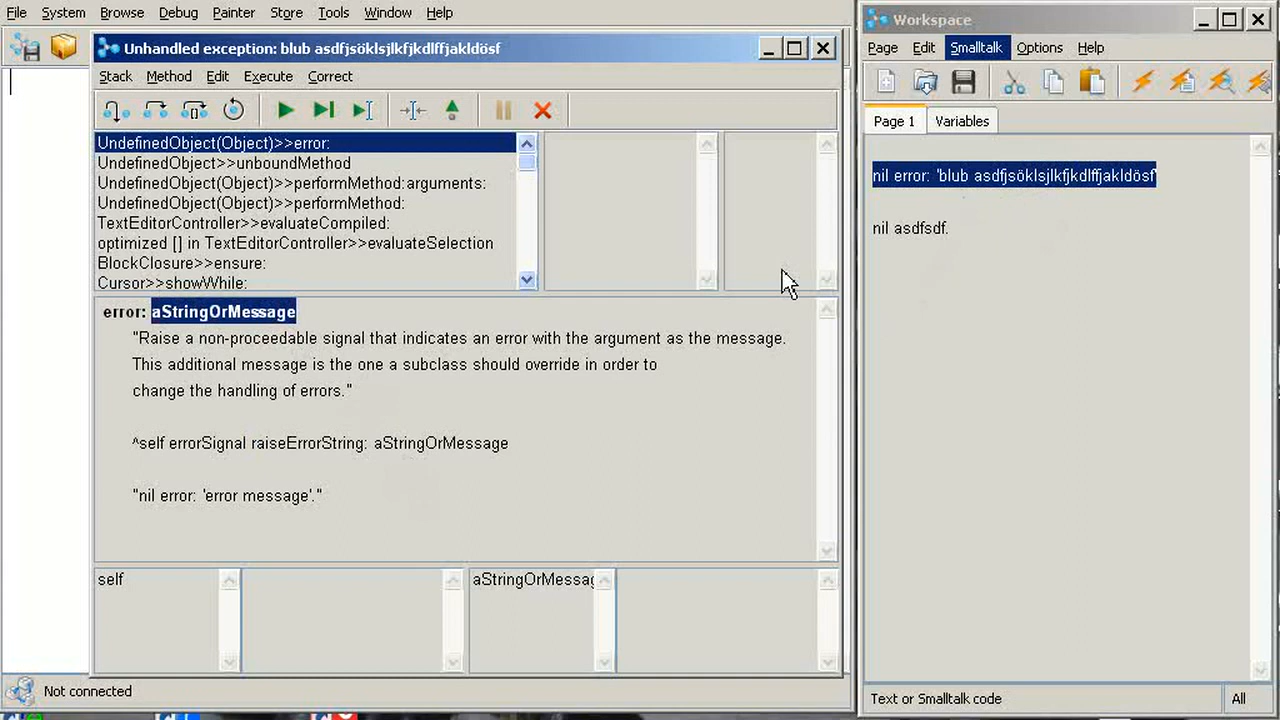 File System Browse Debug Painter Store Tools Window Help
Unhandled exception: blub asdfjsöklsjlkfjkdlffjakldösf
Stack Method Edit Execute Correct
UndefinedObject(Object)>>error:
UndefinedObject>>unboundMethod
UndefinedObject(Object)>>performMethod:arguments:
UndefinedObject(Object)>>performMethod:
TextEditorController>>evaluateCompiled:
optimized [] in TextEditorController>>evaluateSelection
BlockClosure>>ensure:
Cursor>>showWhile:
error: aStringOrMessage
"Raise a non-proceedable signal that indicates an error with the argument as the message.
This additional message is the one a subclass should override in order to
change the handling of errors."
^self errorSignal raiseErrorString: aStringOrMessage
"nil error: 'error message'."
self
aStringOrMessag
Not connected
Workspace
Page Edit Smalltalk Options Help
Page 1 Variables
nil error: 'blub asdfjsöklsjlkfjkdlffjakldösf'
nil asdfsdf.
Text or Smalltalk code
All